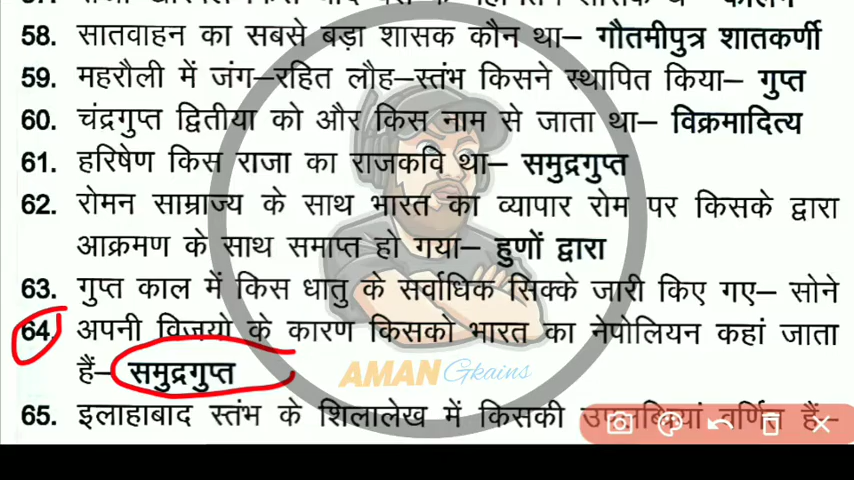 58. सातवाहन का सबसे बड़ा शासक कौन था– गौतमीपुत्र शातकर्णी
59. महरौली में जंग–रहित लौह–स्तंभ किसने स्थापित किया– गुप्त
60. चंद्रगुप्त द्वितीया को और किस नाम से जाता था– विक्रमादित्य
61. हरिषेण किस राजा का राजकवि था– समुद्रगुप्त
62. रोमन साम्राज्य के साथ भारत का व्यापार रोम पर किसके द्वारा
आक्रमण के साथ समाप्त हो गया– हुणों द्वारा
63. गुप्त काल में किस धातु के सर्वाधिक सिक्के जारी किए गए– सोने
64. अपनी विजयो के कारण किसको भारत का नेपोलियन कहां जाता
हैं– समुद्रगुप्त
AMAN Gkains
65. इलाहाबाद स्तंभ के शिलालेख में किसकी उपलब्धियां वर्णित हैं–